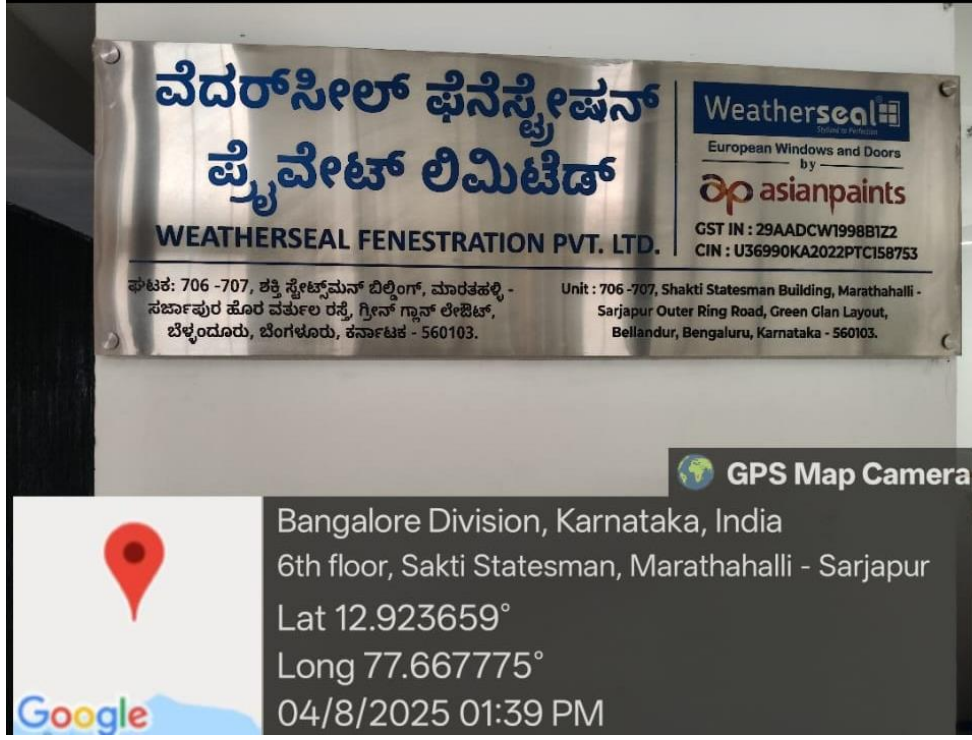 ವೆದರ್‌ಸೀಲ್ ಫೆನೆಸ್ಟ್ರೇಷನ್
ಪ್ರೈವೇಟ್ ಲಿಮಿಟೆಡ್
WEATHERSEAL FENESTRATION PVT. LTD.
Weatherseal
Styled to Perfection
European Windows and Doors
by
ap asianpaints
GST IN : 29AADCW1998B1Z2
CIN : U36990KA2022PTC158753
ಘಟಕ: 706 -707, ಶಕ್ತಿ ಸ್ಟೇಟ್ಸ್‌ಮನ್ ಬಿಲ್ಡಿಂಗ್, ಮಾರತಹಳ್ಳಿ -
ಸರ್ಜಾಪುರ ಹೊರ ವರ್ತುಲ ರಸ್ತೆ, ಗ್ರೀನ್ ಗ್ಲಾನ್ ಲೇಔಟ್,
ಬೆಳ್ಳಂದೂರು, ಬೆಂಗಳೂರು, ಕರ್ನಾಟಕ - 560103.
Unit : 706 -707, Shakti Statesman Building, Marathahalli -
Sarjapur Outer Ring Road, Green Glan Layout,
Bellandur, Bengaluru, Karnataka - 560103.
GPS Map Camera
Bangalore Division, Karnataka, India
6th floor, Sakti Statesman, Marathahalli - Sarjapur
Lat 12.923659°
Long 77.667775°
04/8/2025 01:39 PM
Google